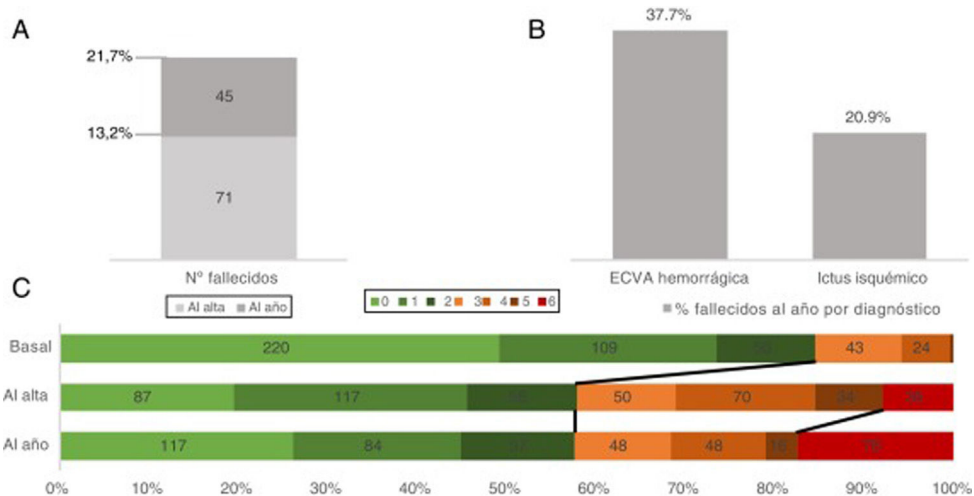 A
21,7%
45
13,2%
71
Nº fallecidos
Al alta Al año
B
37.7%
20.9%
ECVA hemorrágica Ictus isquémico
% fallecidos al año por diagnóstico
C
0 1 2 3 4 5 6
Basal 220 109 43 24
Al alta 87 117 50 70 34
Al año 117 84 48 48 16
0% 10% 20% 30% 40% 50% 60% 70% 80% 90% 100%